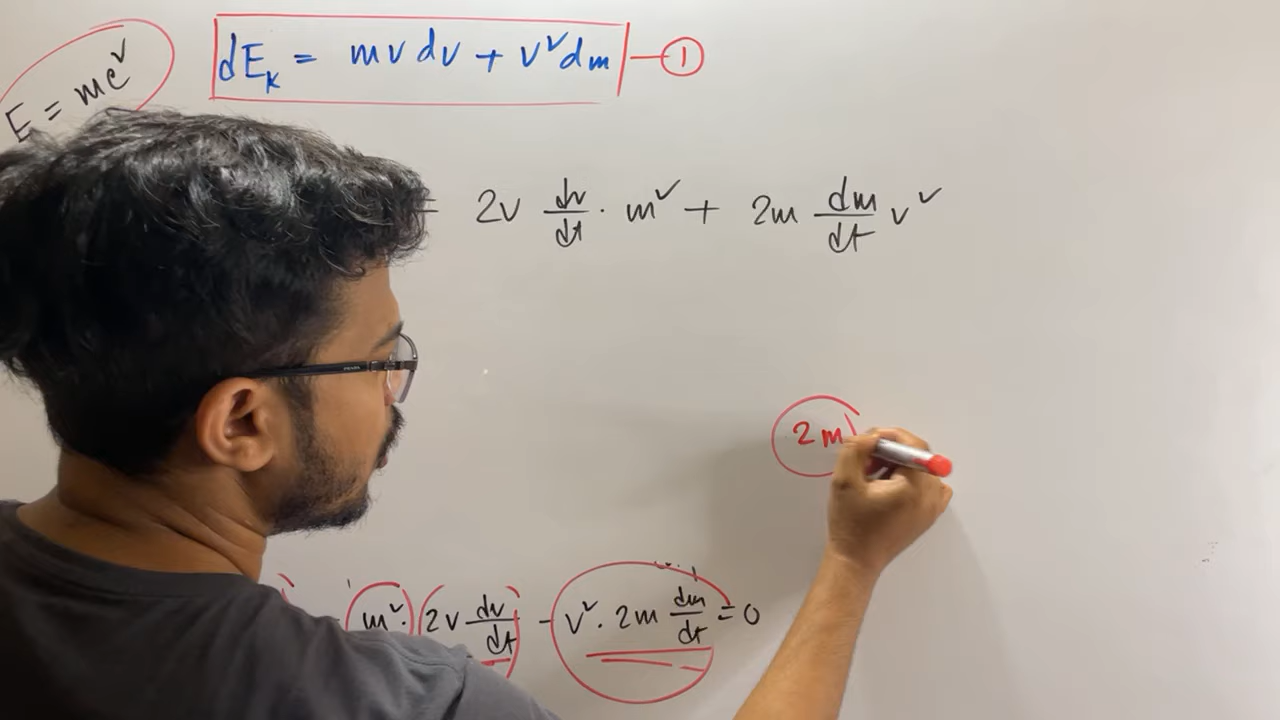 E = mc²
dEₖ = mv dv + v² dm —①
2v dv/dt · m² + 2m dm/dt v²
2m
m² · 2v dv/dt - v² · 2m dm/dt = 0